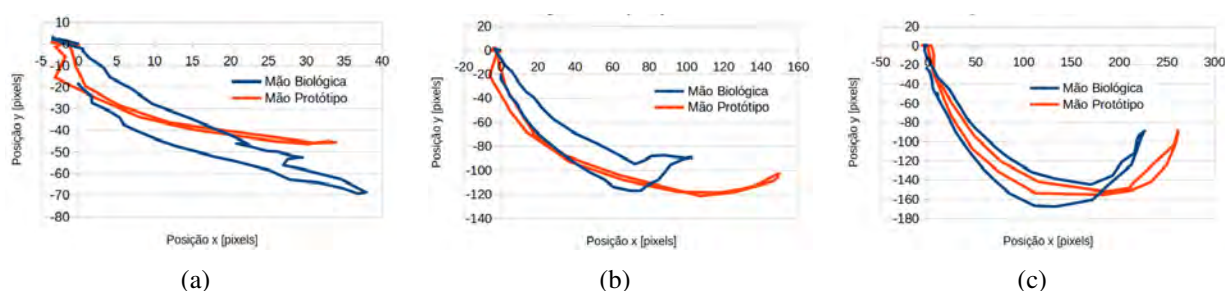 10
0
-5 0 5 10 15 20 25 30 35 40
-10
-20
-30
-40
-50
-60
-70
-80
Mão Biológica
Mão Protótipo
Posição y [pixels]
Posição x [pixels]
(a)
20
0
-20 0 20 40 60 80 100 120 140 160
-20
-40
-60
-80
-100
-120
-140
Mão Biológica
Mão Protótipo
Posição y [pixels]
Posição x [pixels]
(b)
20
0
-50 0 50 100 150 200 250 300
-20
-40
-60
-80
-100
-120
-140
-160
-180
Mão Biológica
Mão Protótipo
Posição y [pixels]
Posição x [pixels]
(c)